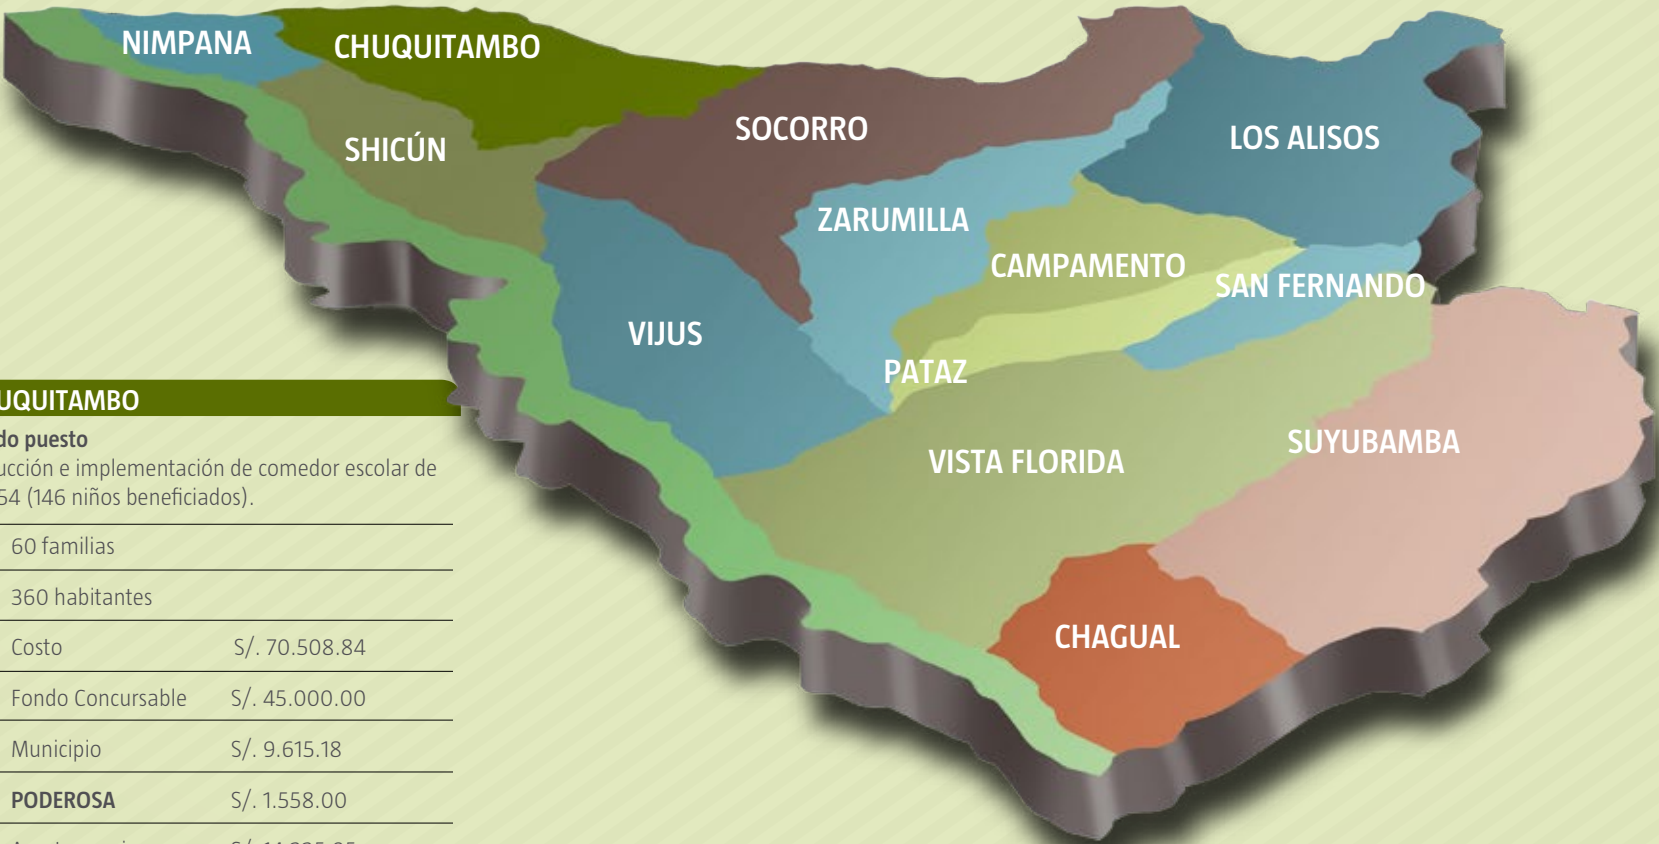 NIMPANA
CHUQUITAMBO
SOCORRO
LOS ALISOS
SHICÚN
ZARUMILLA
CAMPAMENTO
SAN FERNANDO
VIJUS
PATAZ
VISTA FLORIDA
SUYUBAMBA
CHAGUAL
UQUITAMBO
do puesto
ucción e implementación de comedor escolar de
54 (146 niños beneficiados).
60 familias
360 habitantes
Costo S/. 70.508.84
Fondo Concursable S/. 45.000.00
Municipio S/. 9.615.18
PODEROSA S/. 1.558.00